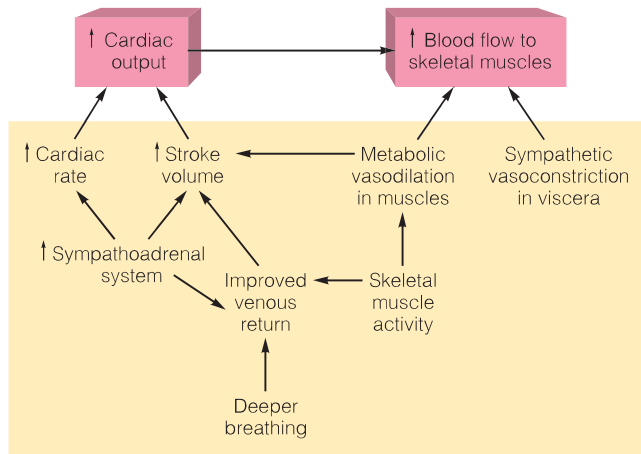 ↑ Cardiac
output
↑ Blood flow to
skeletal muscles
↑ Cardiac
rate
↑ Stroke
volume
Metabolic
vasodilation
in muscles
Sympathetic
vasoconstriction
in viscera
↑ Sympathoadrenal
system
Improved
venous
return
Skeletal
muscle
activity
Deeper
breathing